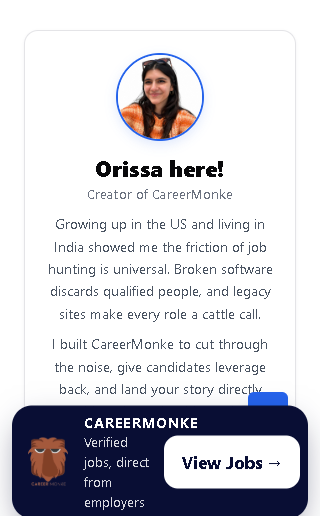 Orissa here!
Creator of CareerMonke
Growing up in the US and living in
India showed me the friction of job
hunting is universal. Broken software
discards qualified people, and legacy
sites make every role a cattle call.
I built CareerMonke to cut through
the noise, give candidates leverage
back, and land your story directly
CAREERMONKE
Verified
jobs, direct
from
employers
View Jobs →
CAREER MONKE